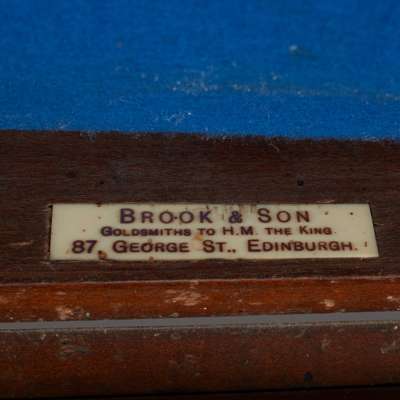 BROOK & SON
GOLDSMITHS TO H.M. THE KING
87, GEORGE ST., EDINBURGH.